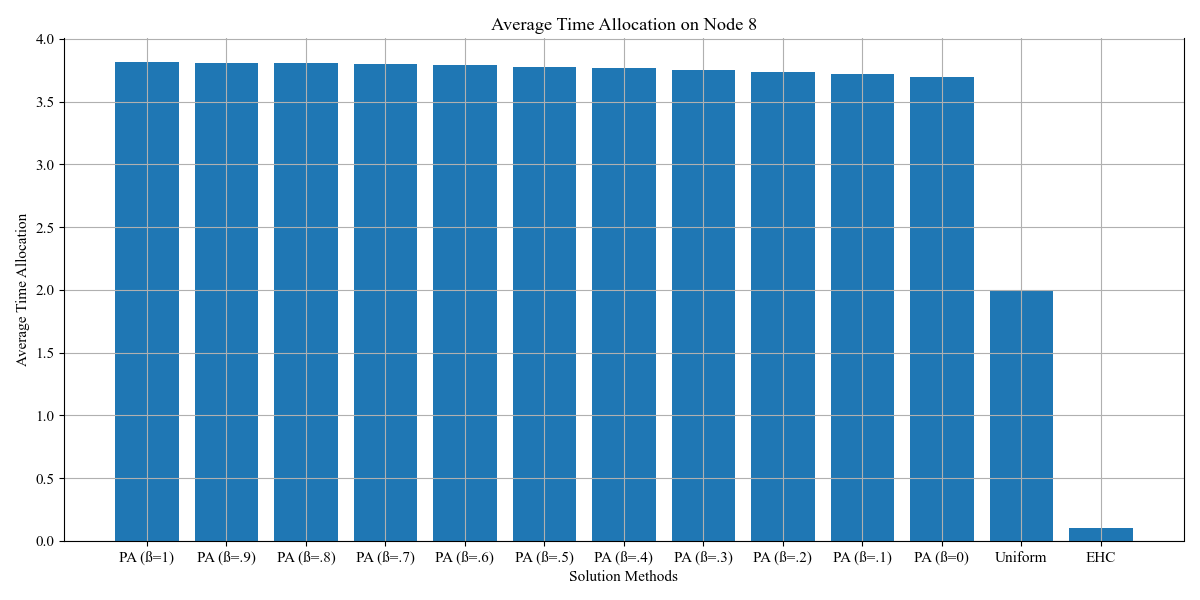 Average Time Allocation on Node 8
Average Time Allocation
4.0
3.5
3.0
2.5
2.0
1.5
1.0
0.5
0.0
PA (ß=1) PA (ß=.9) PA (ß=.8) PA (ß=.7) PA (ß=.6) PA (ß=.5) PA (ß=.4) PA (ß=.3) PA (ß=.2) PA (ß=.1) PA (ß=0) Uniform EHC
Solution Methods